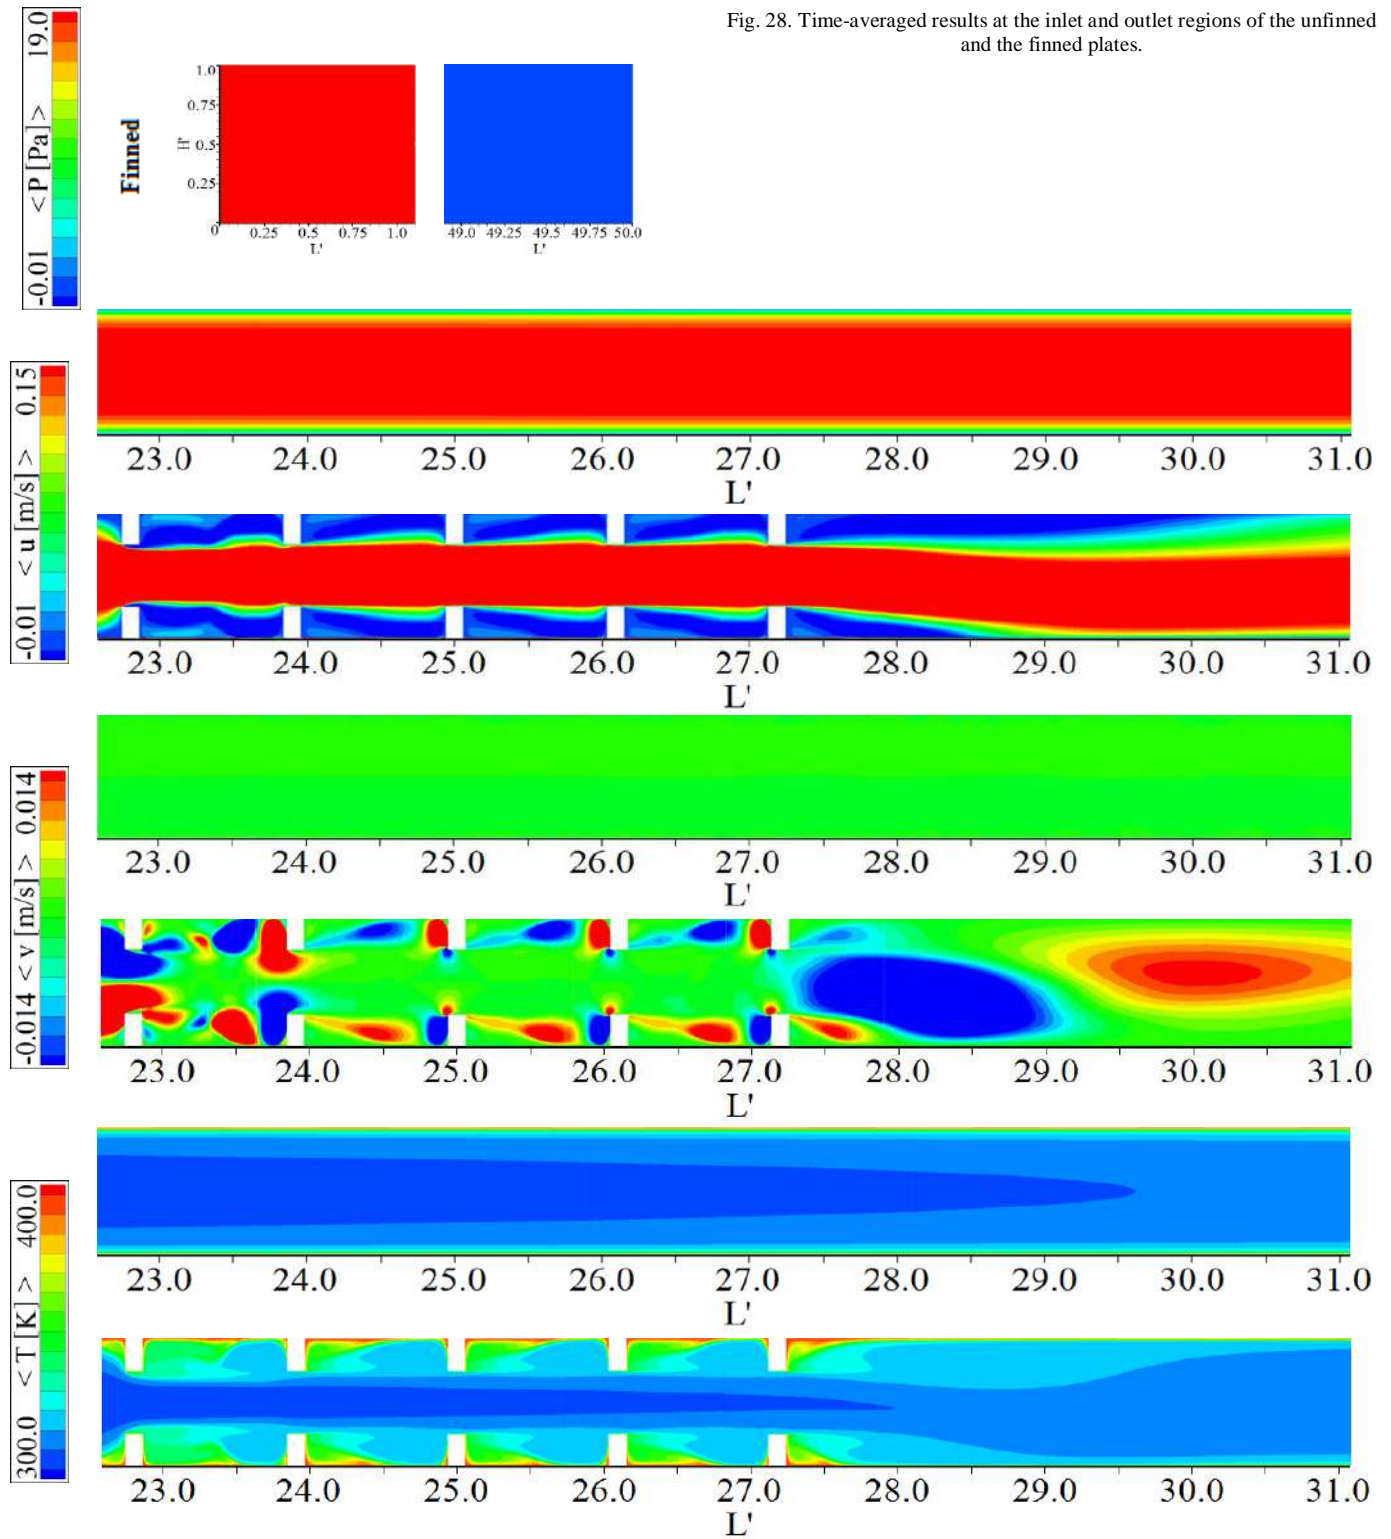 Fig. 28. Time-averaged results at the inlet and outlet regions of the unfinned
and the finned plates.
-0.01 < P [Pa] > 19.0
Finned
H'
1.0
0.75
0.5
0.25
0 0.25 0.5 0.75 1.0
L'
49.0 49.25 49.5 49.75 50.0
L'
-0.01 < u [m/s] > 0.15
23.0 24.0 25.0 26.0 27.0 28.0 29.0 30.0 31.0
L'
23.0 24.0 25.0 26.0 27.0 28.0 29.0 30.0 31.0
L'
-0.014 < v [m/s] > 0.014
23.0 24.0 25.0 26.0 27.0 28.0 29.0 30.0 31.0
L'
23.0 24.0 25.0 26.0 27.0 28.0 29.0 30.0 31.0
L'
300.0 < T [K] > 400.0
23.0 24.0 25.0 26.0 27.0 28.0 29.0 30.0 31.0
L'
23.0 24.0 25.0 26.0 27.0 28.0 29.0 30.0 31.0
L'